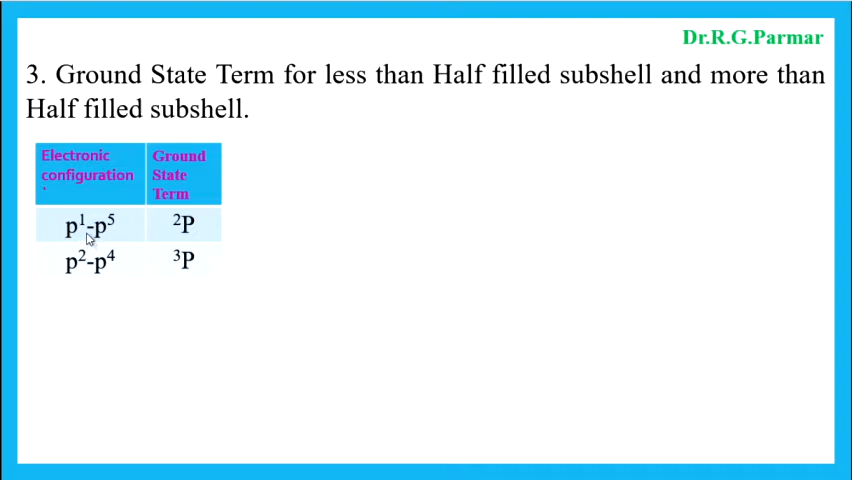 Dr.R.G.Parmar
3. Ground State Term for less than Half filled subshell and more than
Half filled subshell.
Electronic configuration ` Ground State Term
p¹-p⁵ ²P
p²-p⁴ ³P